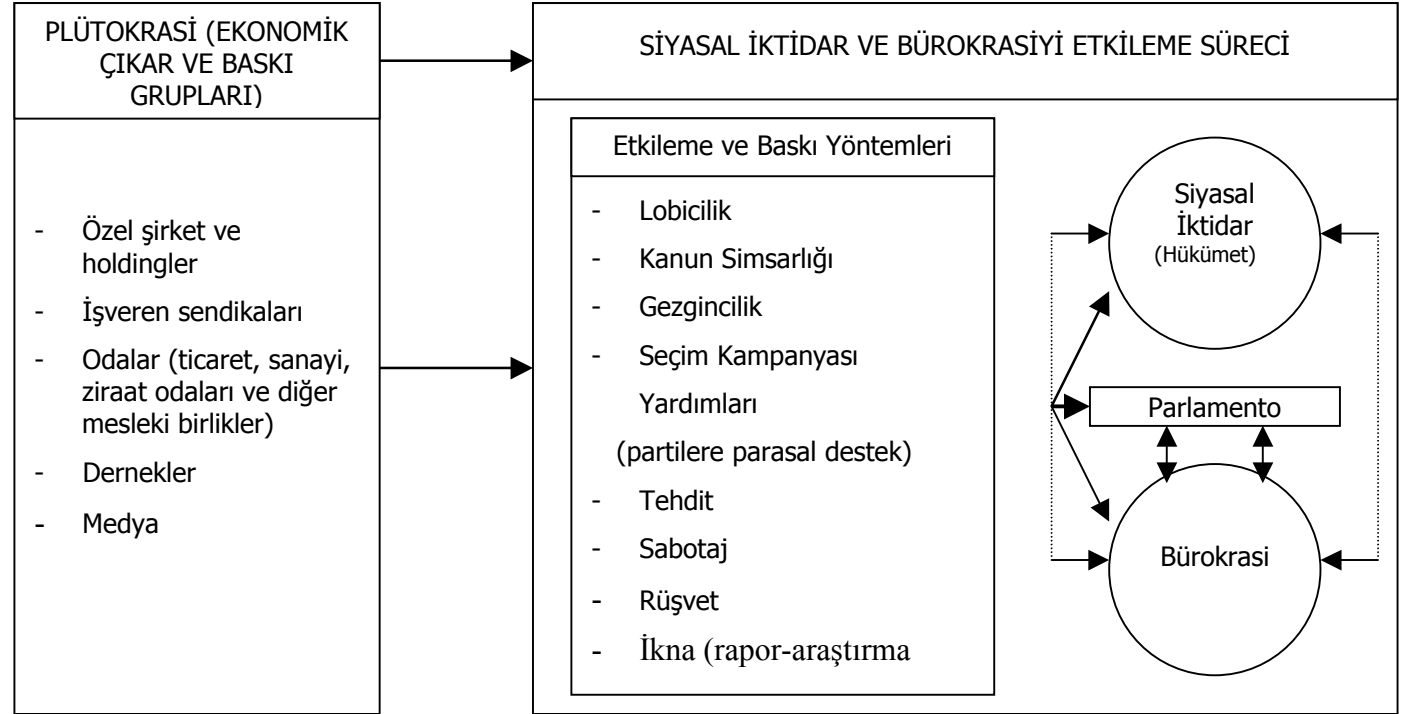 PLÜTOKRASİ (EKONOMİK
ÇIKAR VE BASKI
GRUPLARI)
- Özel şirket ve
holdingler
- İşveren sendikaları
- Odalar (ticaret, sanayi,
ziraat odaları ve diğer
mesleki birlikler)
- Dernekler
- Medya
SİYASAL İKTİDAR VE BÜROKRASİYİ ETKİLEME SÜRECİ
Etkileme ve Baskı Yöntemleri
- Lobicilik
- Kanun Simsarlığı
- Gezgincilik
- Seçim Kampanyası
Yardımları
(partilere parasal destek)
- Tehdit
- Sabotaj
- Rüşvet
- İkna (rapor-araştırma
Siyasal
İktidar
(Hükümet)
Parlamento
Bürokrasi